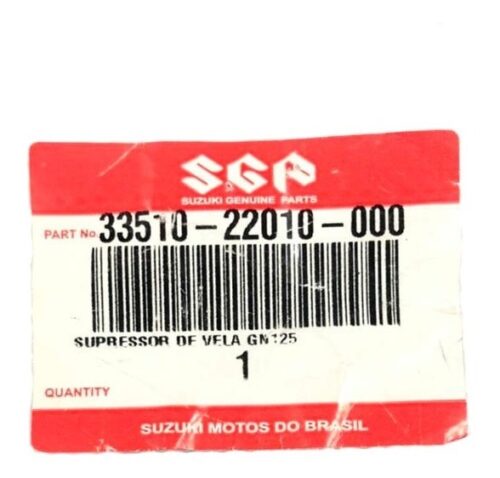 SGP
SUZUKI GENUINE PARTS
PART No. 33510-22010-000
SUPRESSOR DE VELA GN125
1
QUANTITY
SUZUKI MOTOS DO BRASIL